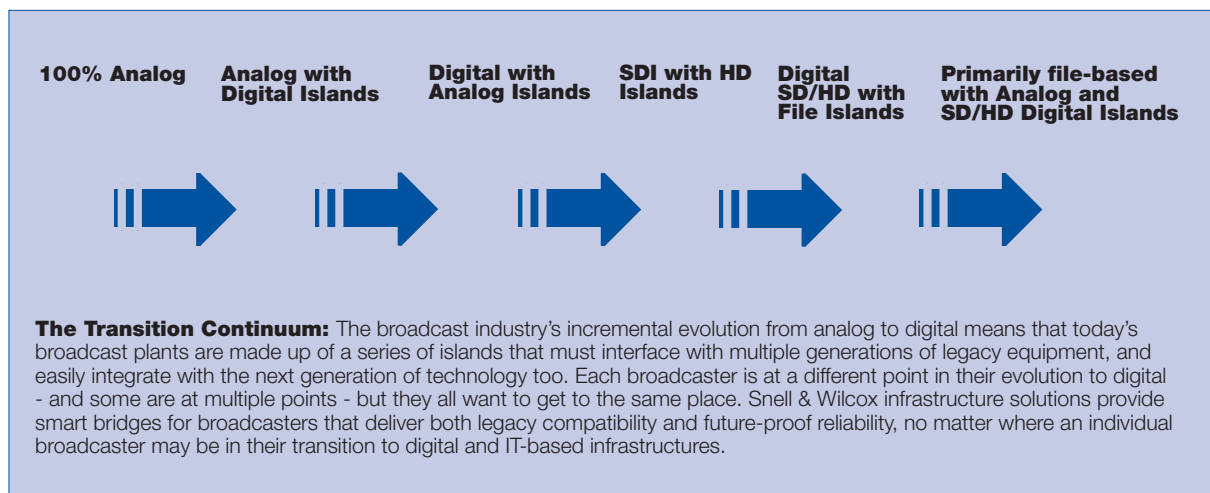 100% Analog
Analog with
Digital Islands
Digital with
Analog Islands
SDI with HD
Islands
Digital
SD/HD with
File Islands
Primarily file-based
with Analog and
SD/HD Digital Islands
The Transition Continuum: The broadcast industry’s incremental evolution from analog to digital means that today’s
broadcast plants are made up of a series of islands that must interface with multiple generations of legacy equipment, and
easily integrate with the next generation of technology too. Each broadcaster is at a different point in their evolution to digital
- and some are at multiple points - but they all want to get to the same place. Snell & Wilcox infrastructure solutions provide
smart bridges for broadcasters that deliver both legacy compatibility and future-proof reliability, no matter where an individual
broadcaster may be in their transition to digital and IT-based infrastructures.